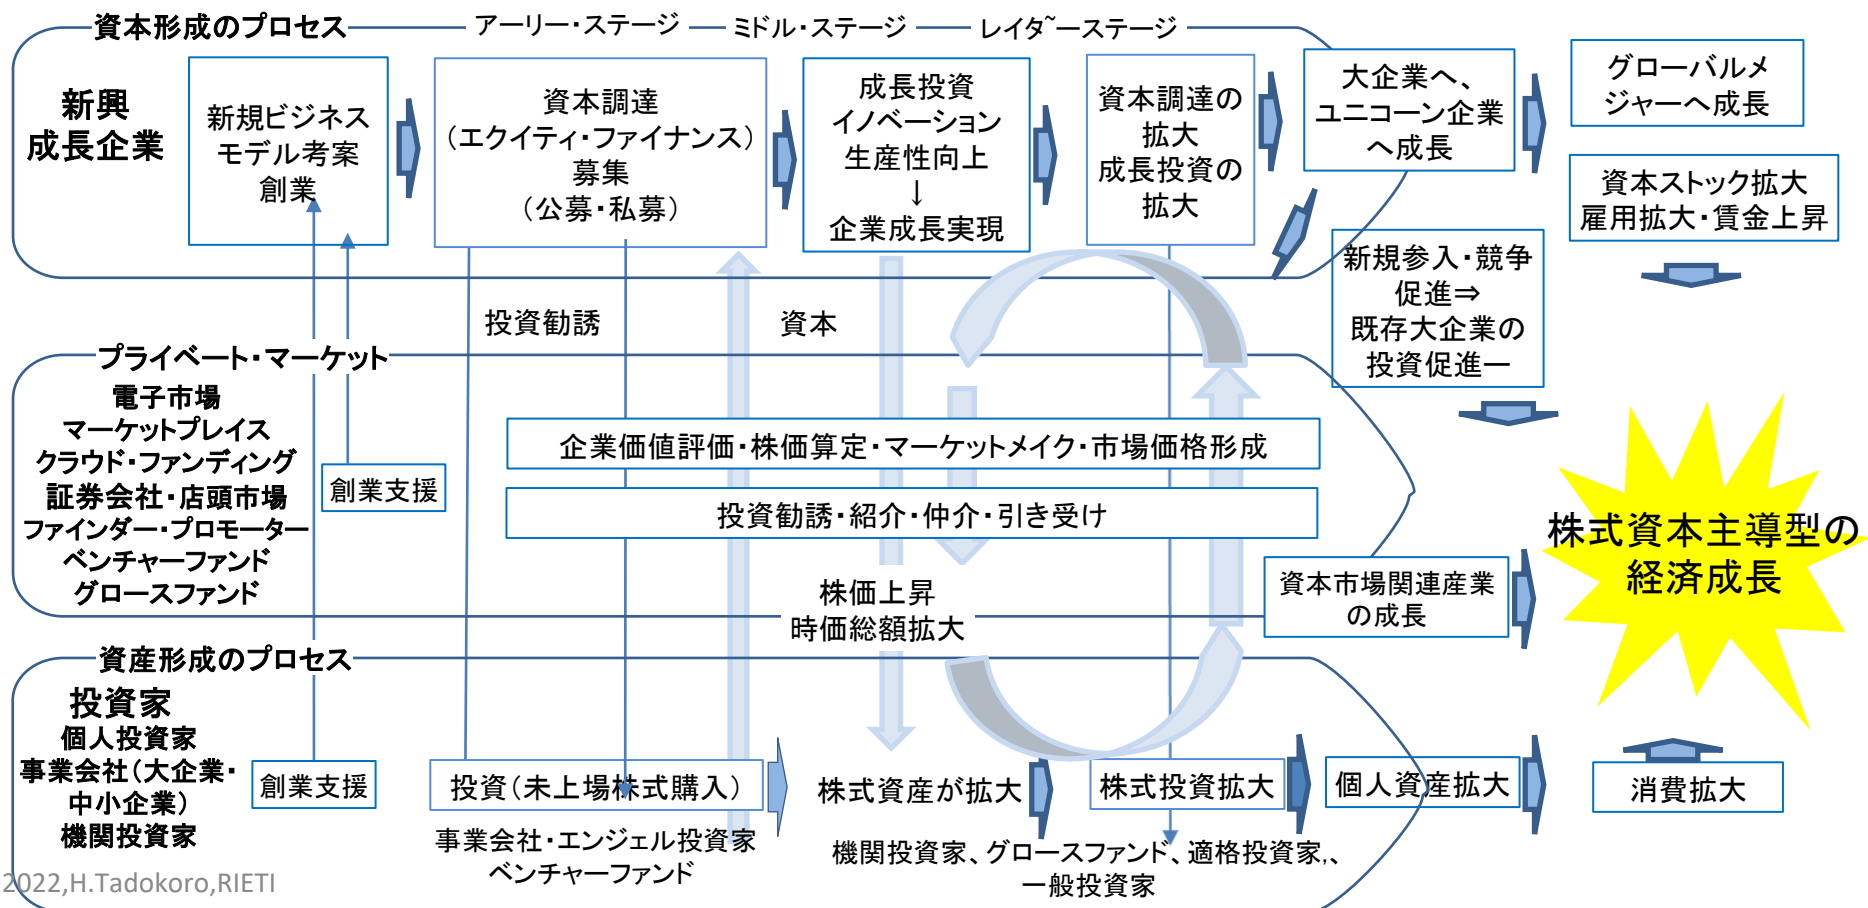 資本形成のプロセス
アーリー・ステージ
ミドル・ステージ
レイタ~ーステージ
新興
成長企業
新規ビジネス
モデル考案
創業
資本調達
（エクイティ・ファイナンス）
募集
（公募・私募）
成長投資
イノベーション
生産性向上
↓
企業成長実現
資本調達の
拡大
成長投資の
拡大
大企業へ、
ユニコーン企業
へ成長
グローバルメ
ジャーへ成長
資本ストック拡大
雇用拡大・賃金上昇
新規参入・競争
促進⇒
既存大企業の
投資促進ー
投資勧誘
資本
プライベート・マーケット
電子市場
マーケットプレイス
クラウド・ファンディング
証券会社・店頭市場
ファインダー・プロモーター
ベンチャーファンド
グロースファンド
創業支援
企業価値評価・株価算定・マーケットメイク・市場価格形成
投資勧誘・紹介・仲介・引き受け
株価上昇
時価総額拡大
資本市場関連産業
の成長
株式資本主導型の
経済成長
資産形成のプロセス
投資家
個人投資家
事業会社（大企業・
中小企業）
機関投資家
創業支援
投資（未上場株式購入）
事業会社・エンジェル投資家
ベンチャーファンド
株式資産が拡大
株式投資拡大
機関投資家、グロースファンド、適格投資家,、
一般投資家
個人資産拡大
消費拡大
2022,H.Tadokoro,RIETI